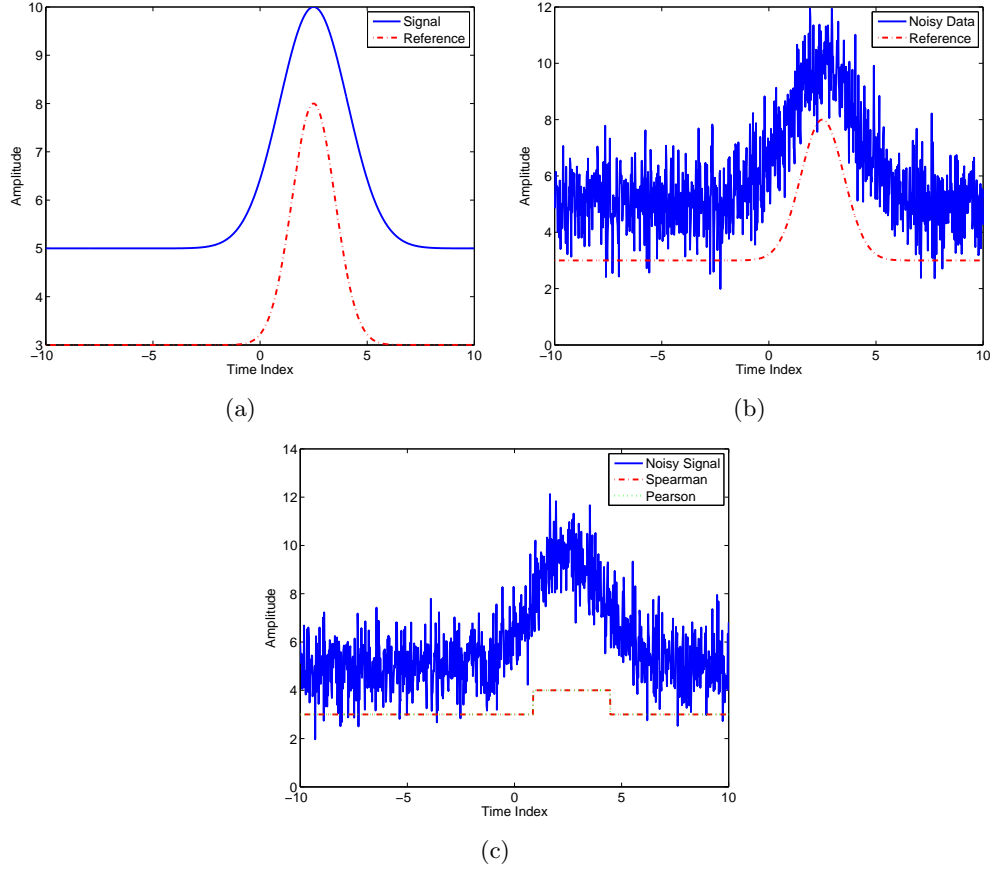 10
9
8
7
6
5
4
3
−10
−5
0
5
10
Amplitude
Time Index
Signal
Reference
(a)
12
10
8
6
4
2
0
−10
−5
0
5
10
Amplitude
Time Index
Noisy Data
Reference
(b)
14
12
10
8
6
4
2
0
−10
−5
0
5
10
Amplitude
Time Index
Noisy Signal
Spearman
Pearson
(c)